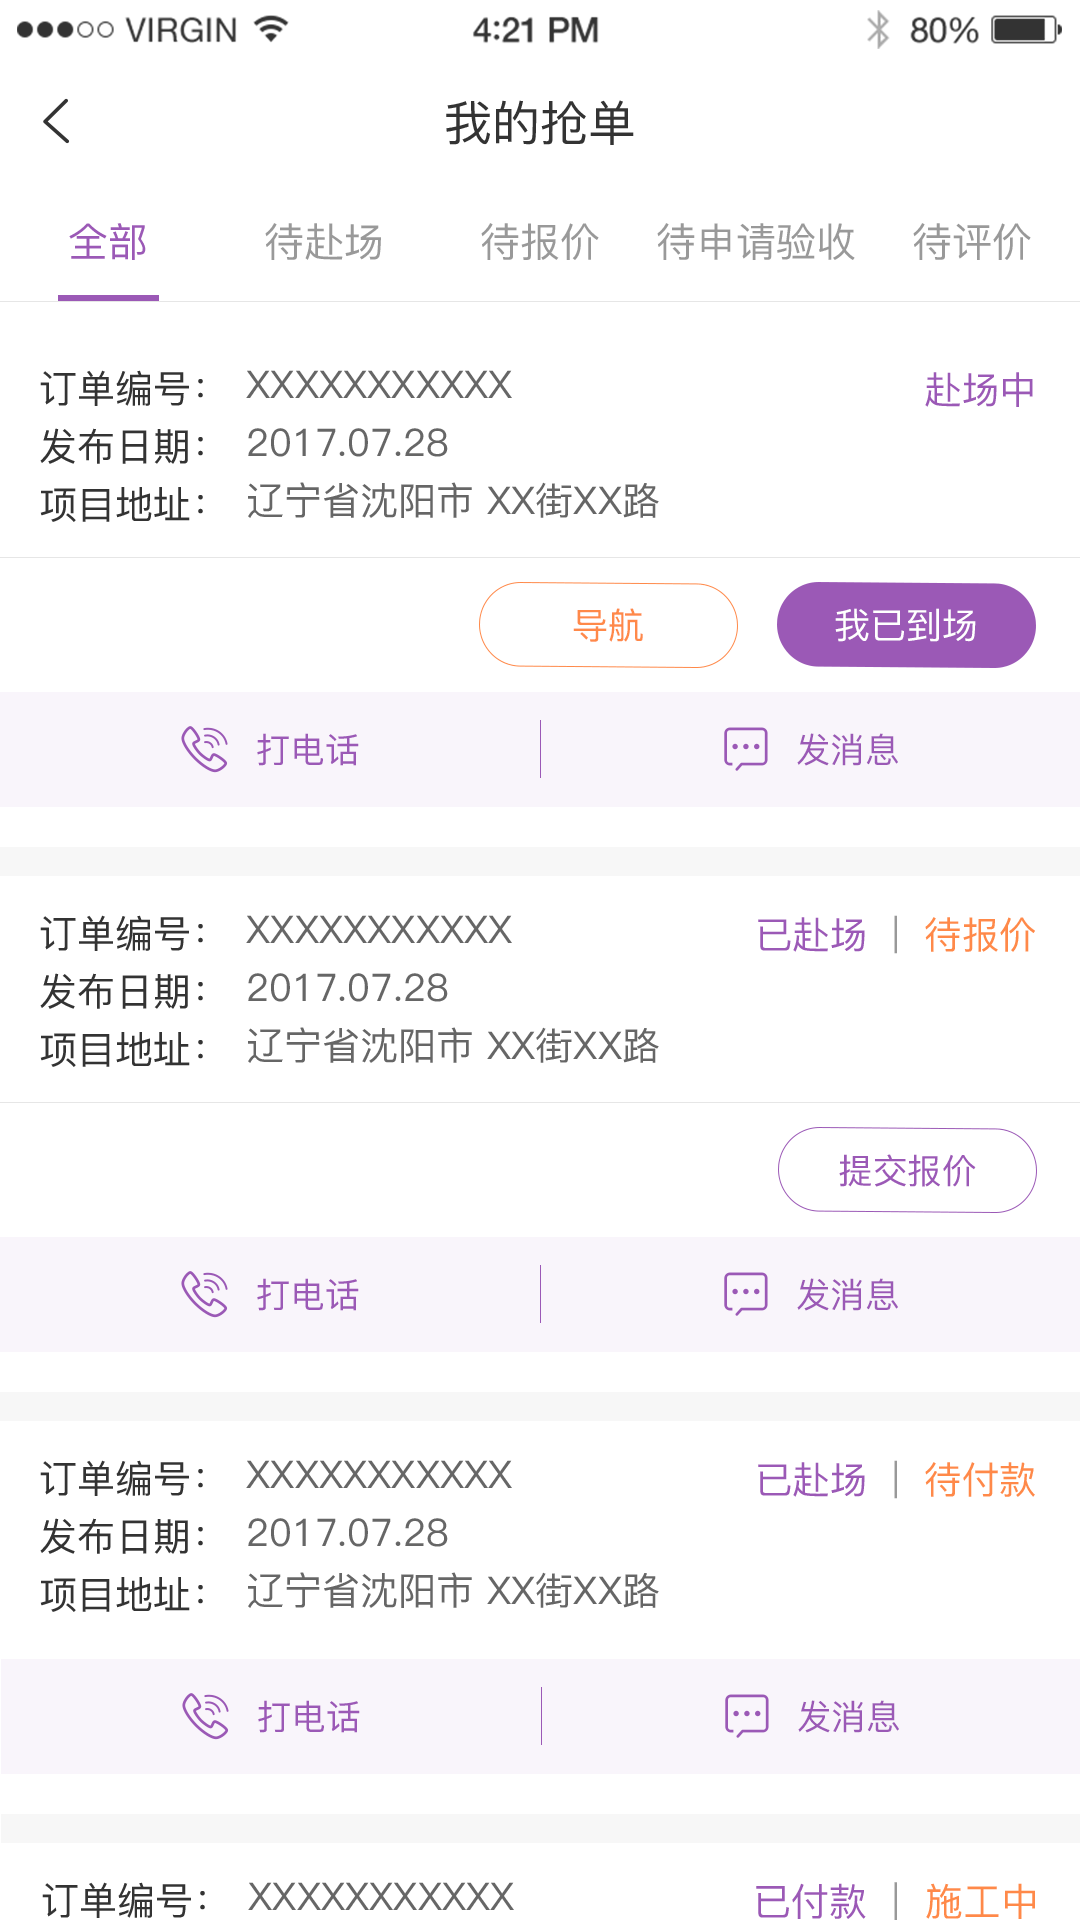 VIRGIN 4:21 PM 80%
我的抢单
全部 待赴场 待报价 待申请验收 待评价
订单编号： XXXXXXXXXXX 赴场中
发布日期： 2017.07.28
项目地址： 辽宁省沈阳市 XX街XX路
导航 我已到场
打电话 发消息
订单编号： XXXXXXXXXXX 已赴场 | 待报价
发布日期： 2017.07.28
项目地址： 辽宁省沈阳市 XX街XX路
提交报价
打电话 发消息
订单编号： XXXXXXXXXXX 已赴场 | 待付款
发布日期： 2017.07.28
项目地址： 辽宁省沈阳市 XX街XX路
打电话 发消息
订单编号： XXXXXXXXXXX 已付款 | 施工中